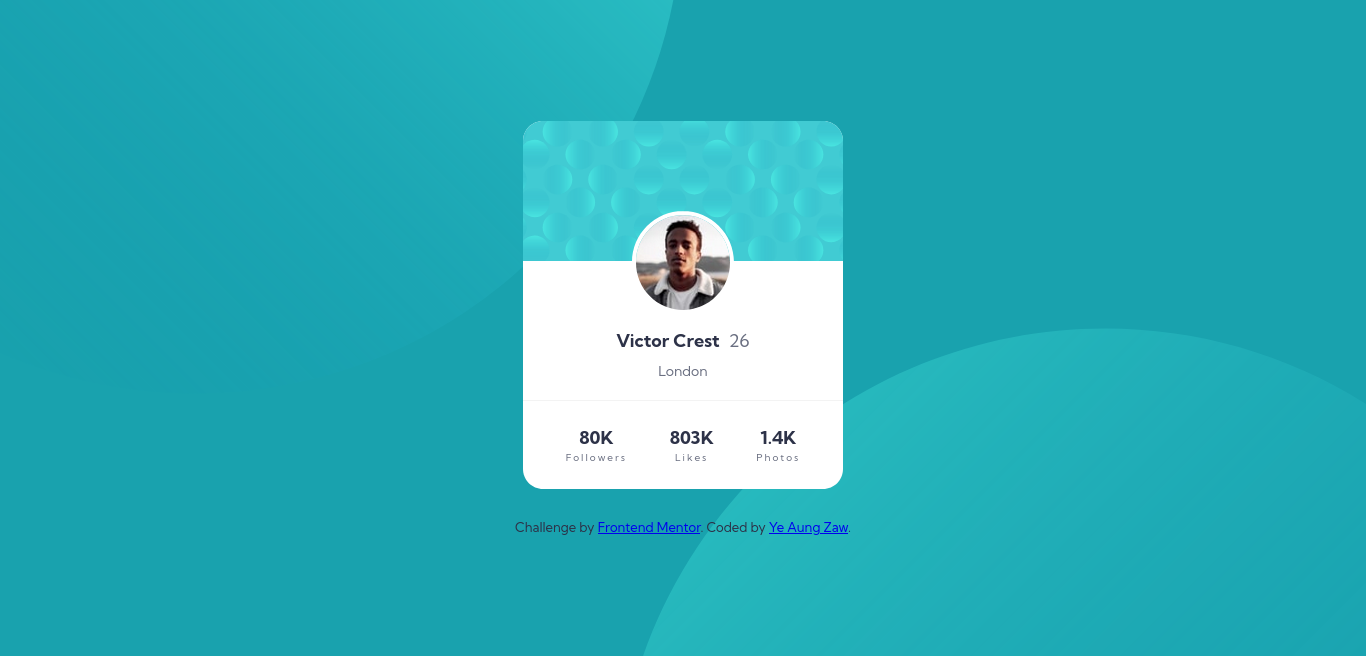 Victor Crest 26
London
80K 803K 1.4K
Followers Likes Photos
Challenge by Frontend Mentor. Coded by Ye Aung Zaw.